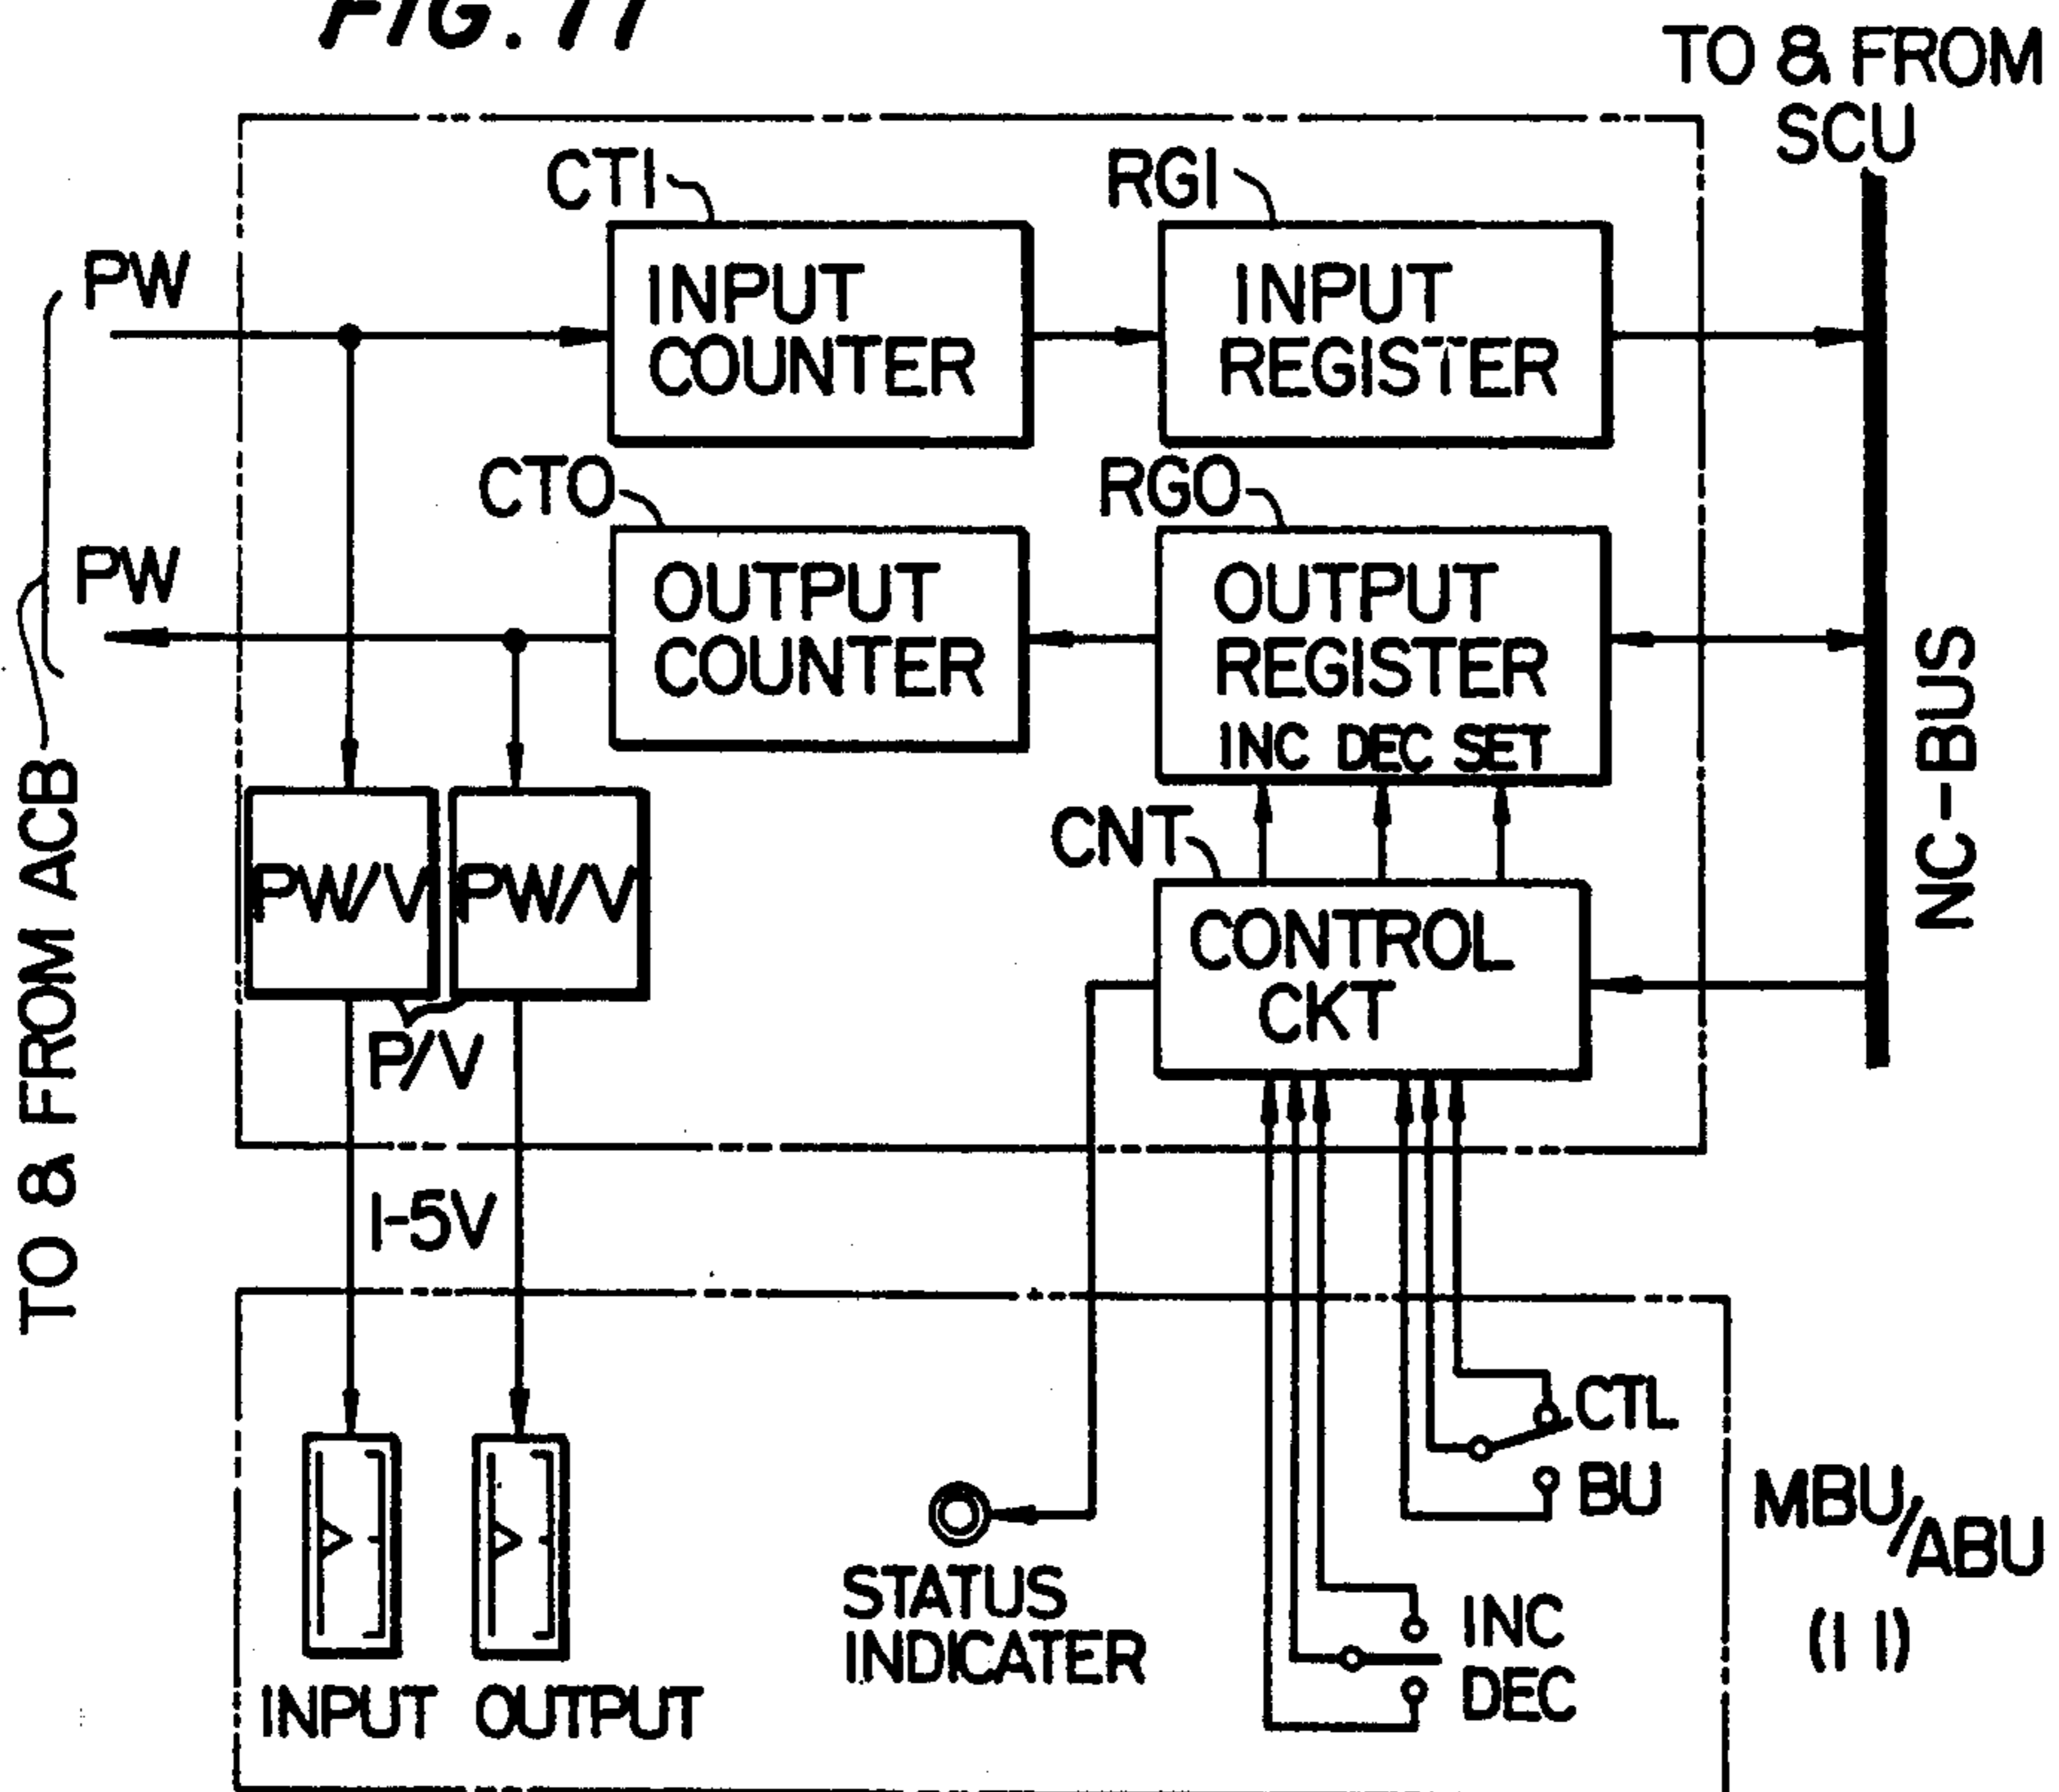 FIG. 11
TO & FROM
SCU
CTI
RGI
PW
INPUT
COUNTER
INPUT
REGISTER
CTO
RGO
PW
OUTPUT
COUNTER
OUTPUT
REGISTER
INC DEC SET
NC-BUS
TO & FROM ACB
CNT
PW/V
PW/V
CONTROL
CKT
P/V
1-5V
CTL
BU
MBU/ABU
(11)
STATUS
INDICATER
INC
DEC
INPUT
OUTPUT